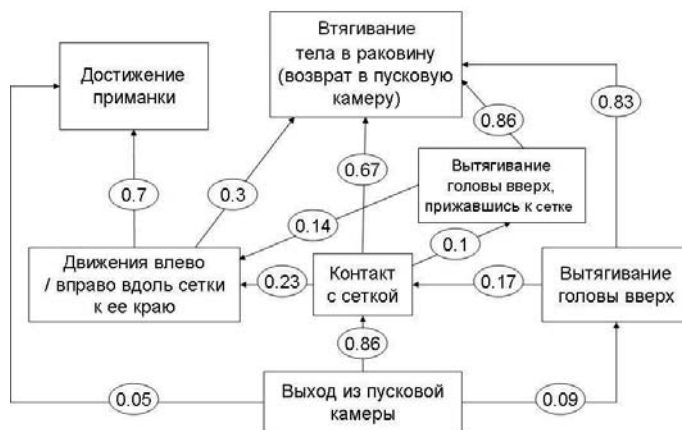 Втягивание
тела в раковину
(возврат в пусковую
камеру)
Достижение
приманки
0.83
0.86
0.67
0.7
0.3
Вытягивание
головы вверх,
прижавшись к сетке
0.14
0.1
Движения влево
/ вправо вдоль сетки
к ее краю
0.23
Контакт
с сеткой
0.17
Вытягивание
головы вверх
0.86
Выход из пусковой
камеры
0.05
0.09